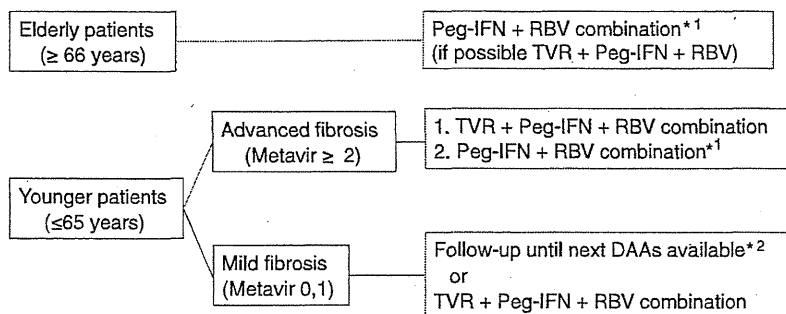 Elderly patients
(≥ 66 years)
Peg-IFN + RBV combination*1
(if possible TVR + Peg-IFN + RBV)
Advanced fibrosis
(Metavir ≥ 2)
1. TVR + Peg-IFN + RBV combination
2. Peg-IFN + RBV combination*1
Younger patients
(≤65 years)
Mild fibrosis
(Metavir 0,1)
Follow-up until next DAAs available*2
or
TVR + Peg-IFN + RBV combination